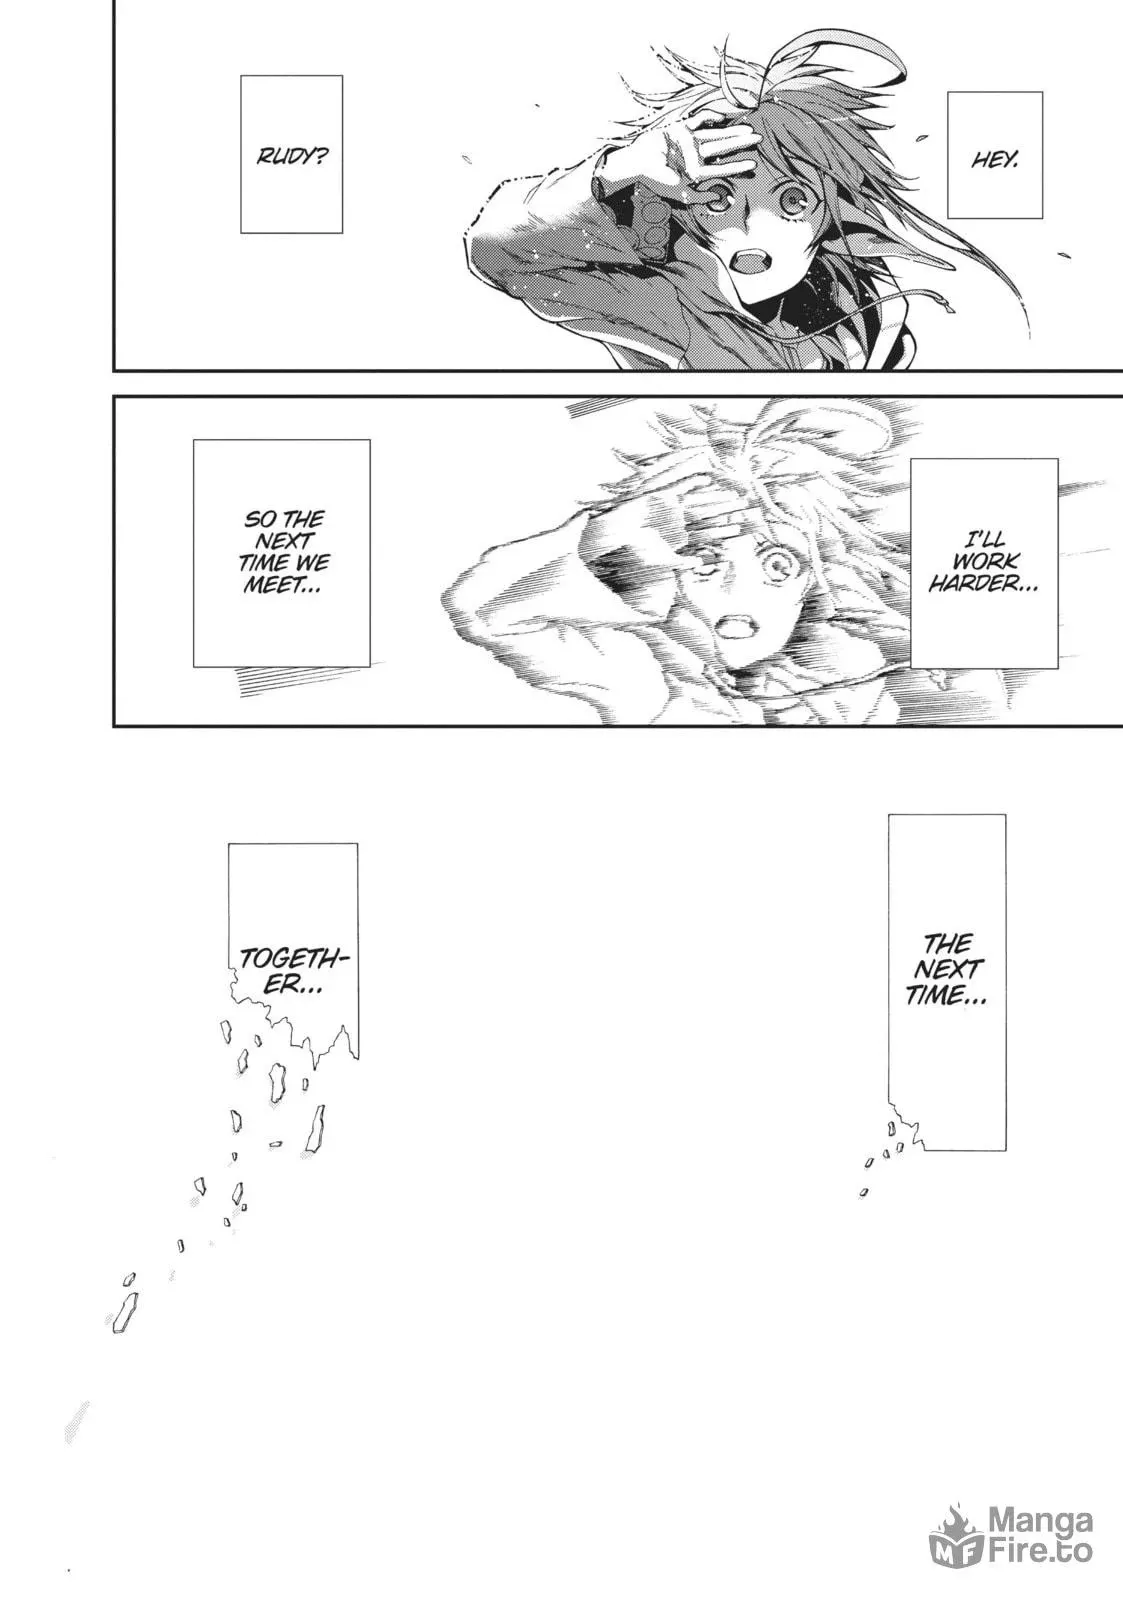 HEY.
RUDY?
I'LL
WORK
HARDER...
SO THE
NEXT
TIME WE
MEET...
THE
NEXT
TIME...
TOGETH-
ER...
MF
Manga
Fire.to